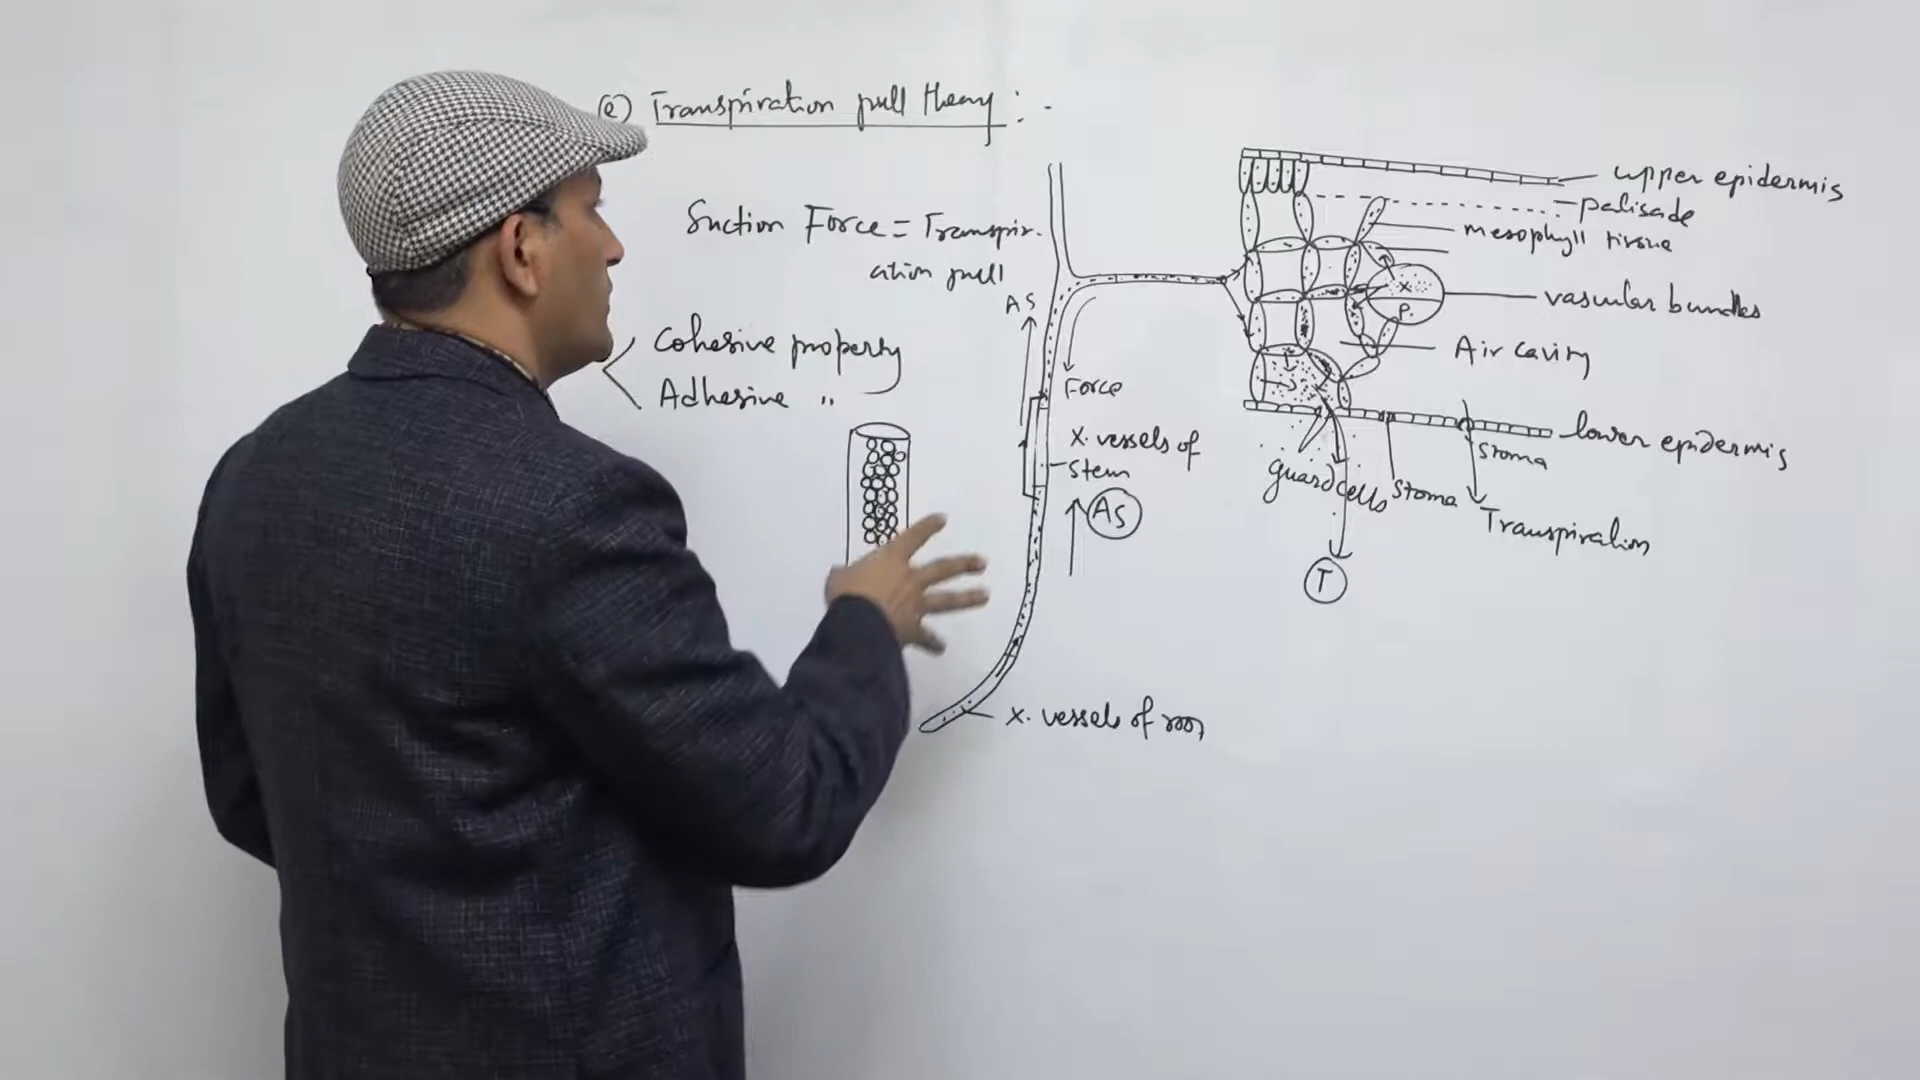 e) Transpiration pull theory :-
Suction Force = Transpir-
ation pull
Cohesive property
Adhesive "
AS
Force
X. vessels of
stem
AS
X. vessels of root
upper epidermis
palisade
mesophyll tissue
X
P.
vascular bundles
Air cavity
lower epidermis
Stoma
guard cells
Stoma
Transpiration
T